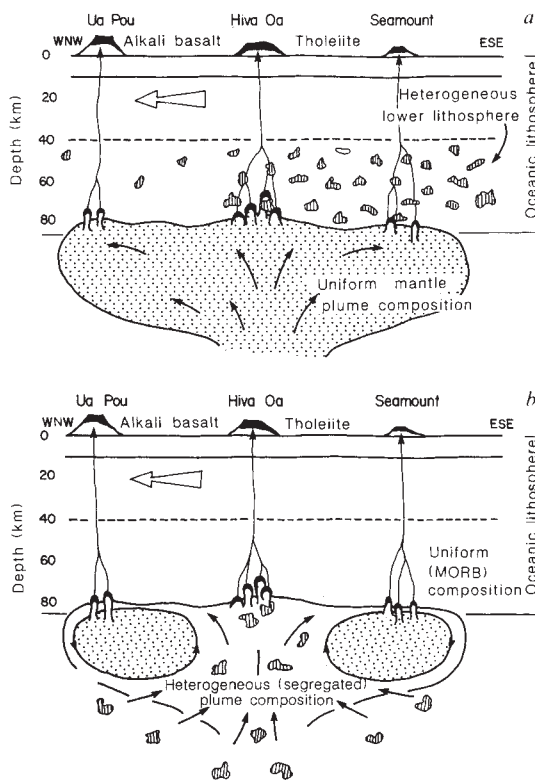 a
Ua Pou Hiva Oa Seamount
WNW Alkali basalt Tholeiite ESE
0
20
40
60
80
Depth (km)
Heterogeneous
lower lithosphere
Oceanic lithosphere
Uniform mantle
plume composition
b
Ua Pou Hiva Oa Seamount
WNW Alkali basalt Tholeiite ESE
0
20
40
60
80
Depth (km)
Uniform
(MORB)
composition
Oceanic lithosphere
Heterogeneous (segregated)
plume composition